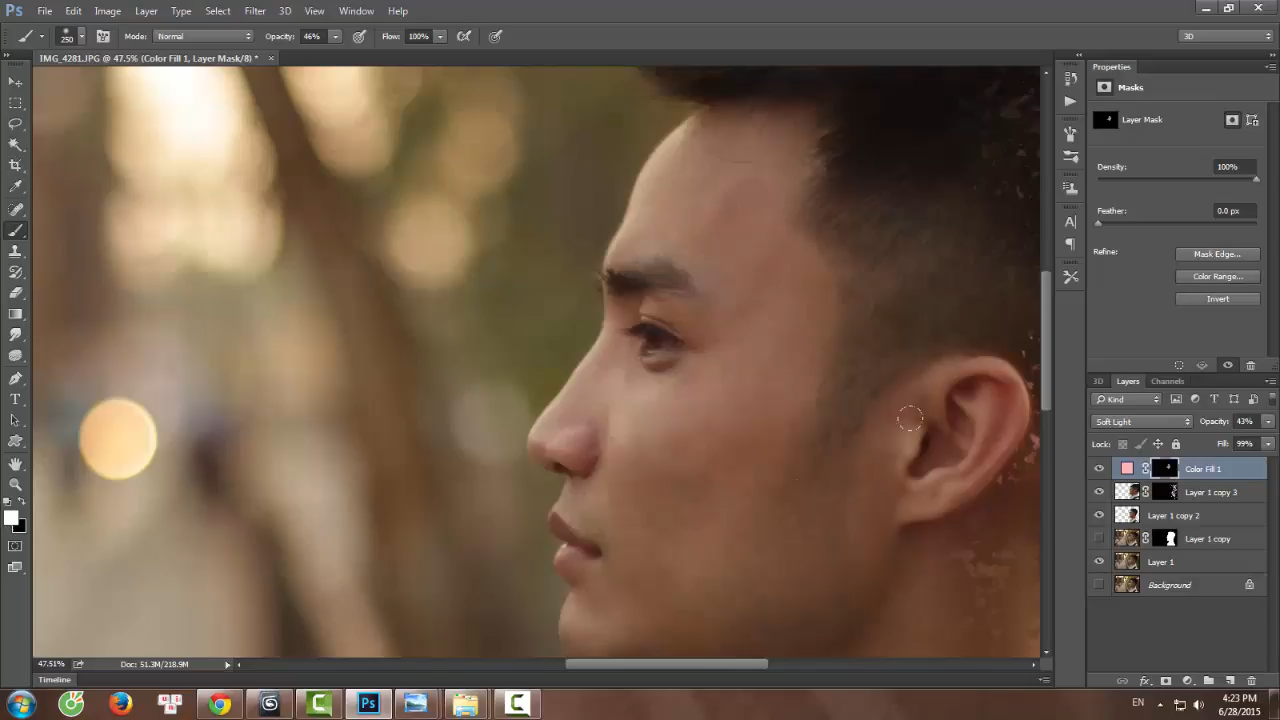 Ps File Edit Image Layer Type Select Filter 3D View Window Help
250 Mode: Normal Opacity: 46% Flow: 100% 3D
IMG_4281.JPG @ 47.5% (Color Fill 1, Layer Mask/8) * ×
Properties
Masks
Layer Mask
Density: 100%
Feather: 0.0 px
Refine: Mask Edge...
Color Range...
Invert
3D Layers Channels
Kind
Soft Light Opacity: 43%
Lock: Fill: 99%
Color Fill 1
Layer 1 copy 3
Layer 1 copy 2
Layer 1 copy
Layer 1
Background
47.51% Doc: 51.3M/218.9M
Timeline
EN 4:23 PM
6/28/2015